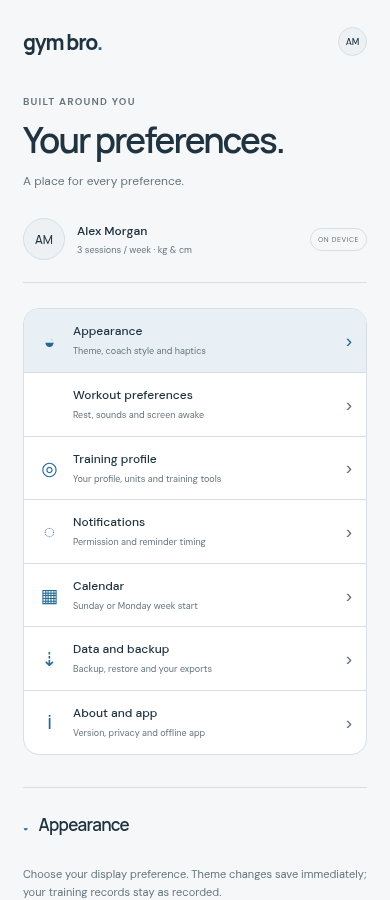 gym bro.
AM
BUILT AROUND YOU
Your preferences.
A place for every preference.
AM
Alex Morgan
3 sessions / week · kg & cm
ON DEVICE
Appearance
Theme, coach style and haptics
Workout preferences
Rest, sounds and screen awake
Training profile
Your profile, units and training tools
Notifications
Permission and reminder timing
Calendar
Sunday or Monday week start
Data and backup
Backup, restore and your exports
About and app
Version, privacy and offline app
Appearance
Choose your display preference. Theme changes save immediately;
your training records stay as recorded.